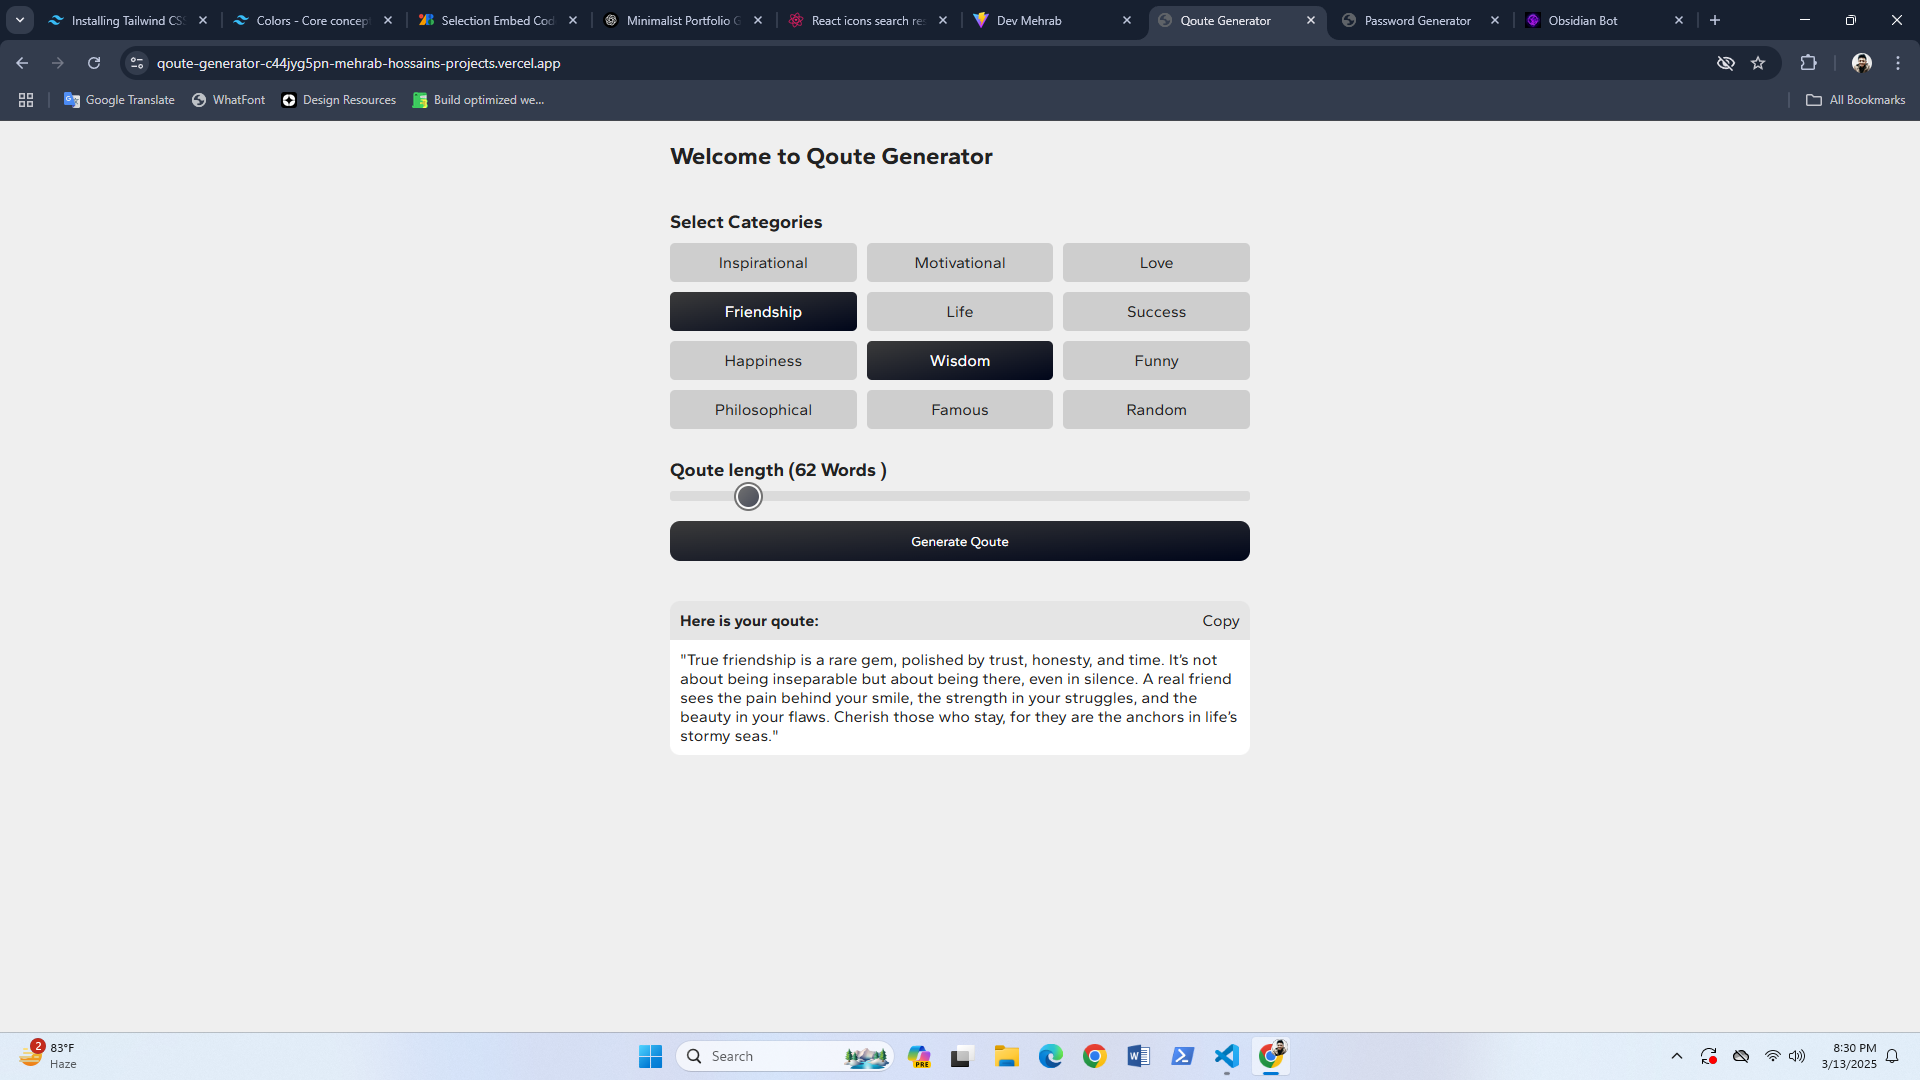 Installing Tailwind CSS
Colors - Core concept
Selection Embed Cod
Minimalist Portfolio G
React icons search res
Dev Mehrab
Qoute Generator
Password Generator
Obsidian Bot
qoute-generator-c44jyg5pn-mehrab-hossains-projects.vercel.app
Google Translate
WhatFont
Design Resources
Build optimized we...
All Bookmarks
Welcome to Qoute Generator
Select Categories
Inspirational
Motivational
Love
Friendship
Life
Success
Happiness
Wisdom
Funny
Philosophical
Famous
Random
Qoute length (62 Words )
Generate Qoute
Here is your qoute:
Copy
"True friendship is a rare gem, polished by trust, honesty, and time. It’s not
about being inseparable but about being there, even in silence. A real friend
sees the pain behind your smile, the strength in your struggles, and the
beauty in your flaws. Cherish those who stay, for they are the anchors in life’s
stormy seas."
2
83°F
Haze
Search
PRE
8:30 PM
3/13/2025